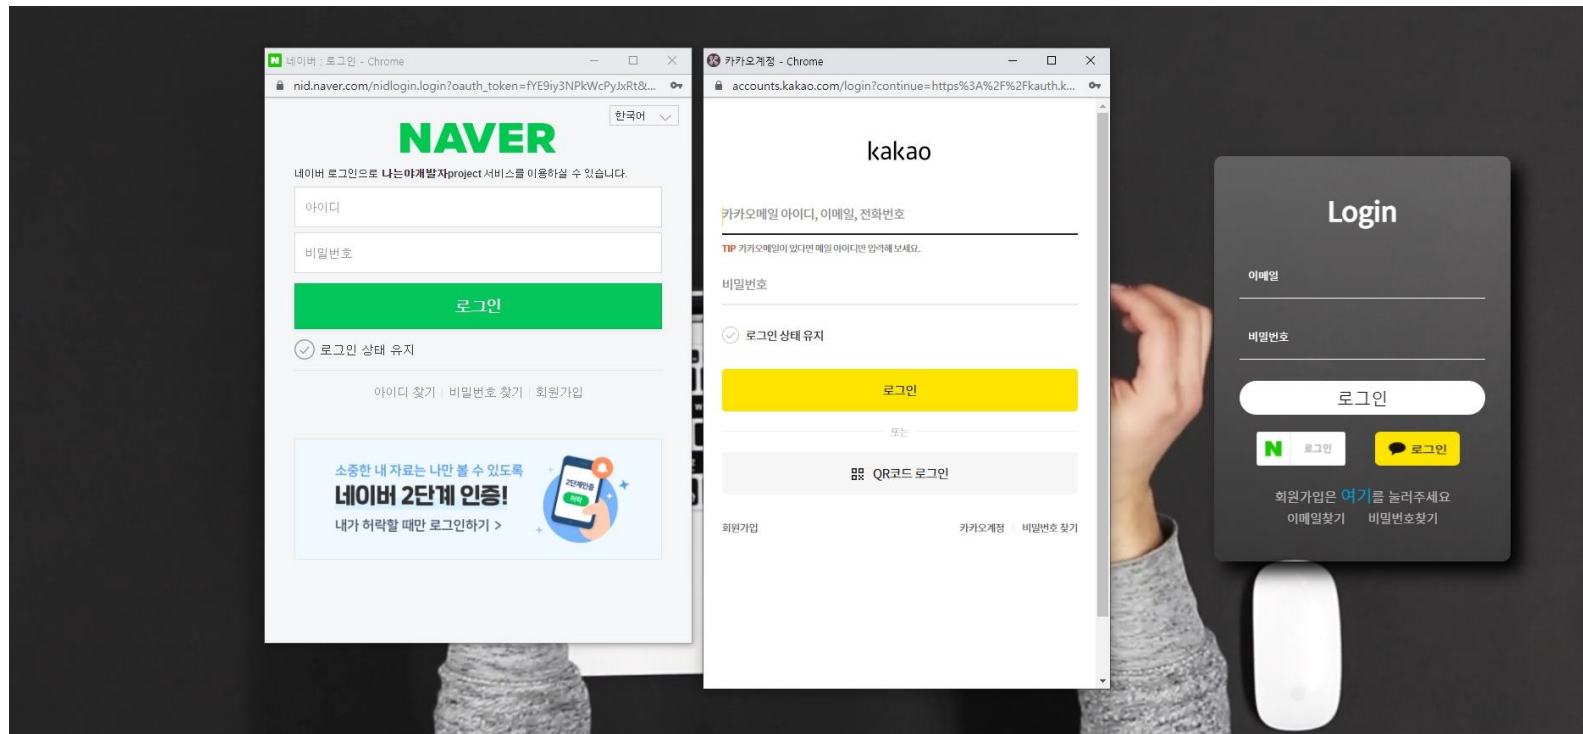 네이버 : 로그인 - Chrome
nid.naver.com/nidlogin.login?oauth_token=fYE9iy3NPkWcPyJxRt8&...
한국어
NAVER
네이버 로그인으로 나는야개발자project 서비스를 이용하실 수 있습니다.
아이디
비밀번호
로그인
로그인 상태 유지
아이디 찾기 | 비밀번호 찾기 | 회원가입
소중한 내 자료는 나만 볼 수 있도록
네이버 2단계 인증!
내가 허락할 때만 로그인하기 >
2단계인증
허락
카카오계정 - Chrome
accounts.kakao.com/login?continue=https%3A%2F%2Fkauth.k...
kakao
카카오메일 아이디, 이메일, 전화번호
TIP 카카오메일이 있다면 메일 아이디만 입력해 보세요.
비밀번호
로그인 상태 유지
로그인
또는
QR코드 로그인
회원가입
카카오계정 | 비밀번호 찾기
Login
이메일
비밀번호
로그인
N 로그인
로그인
회원가입은 여기를 눌러주세요
이메일찾기 비밀번호찾기